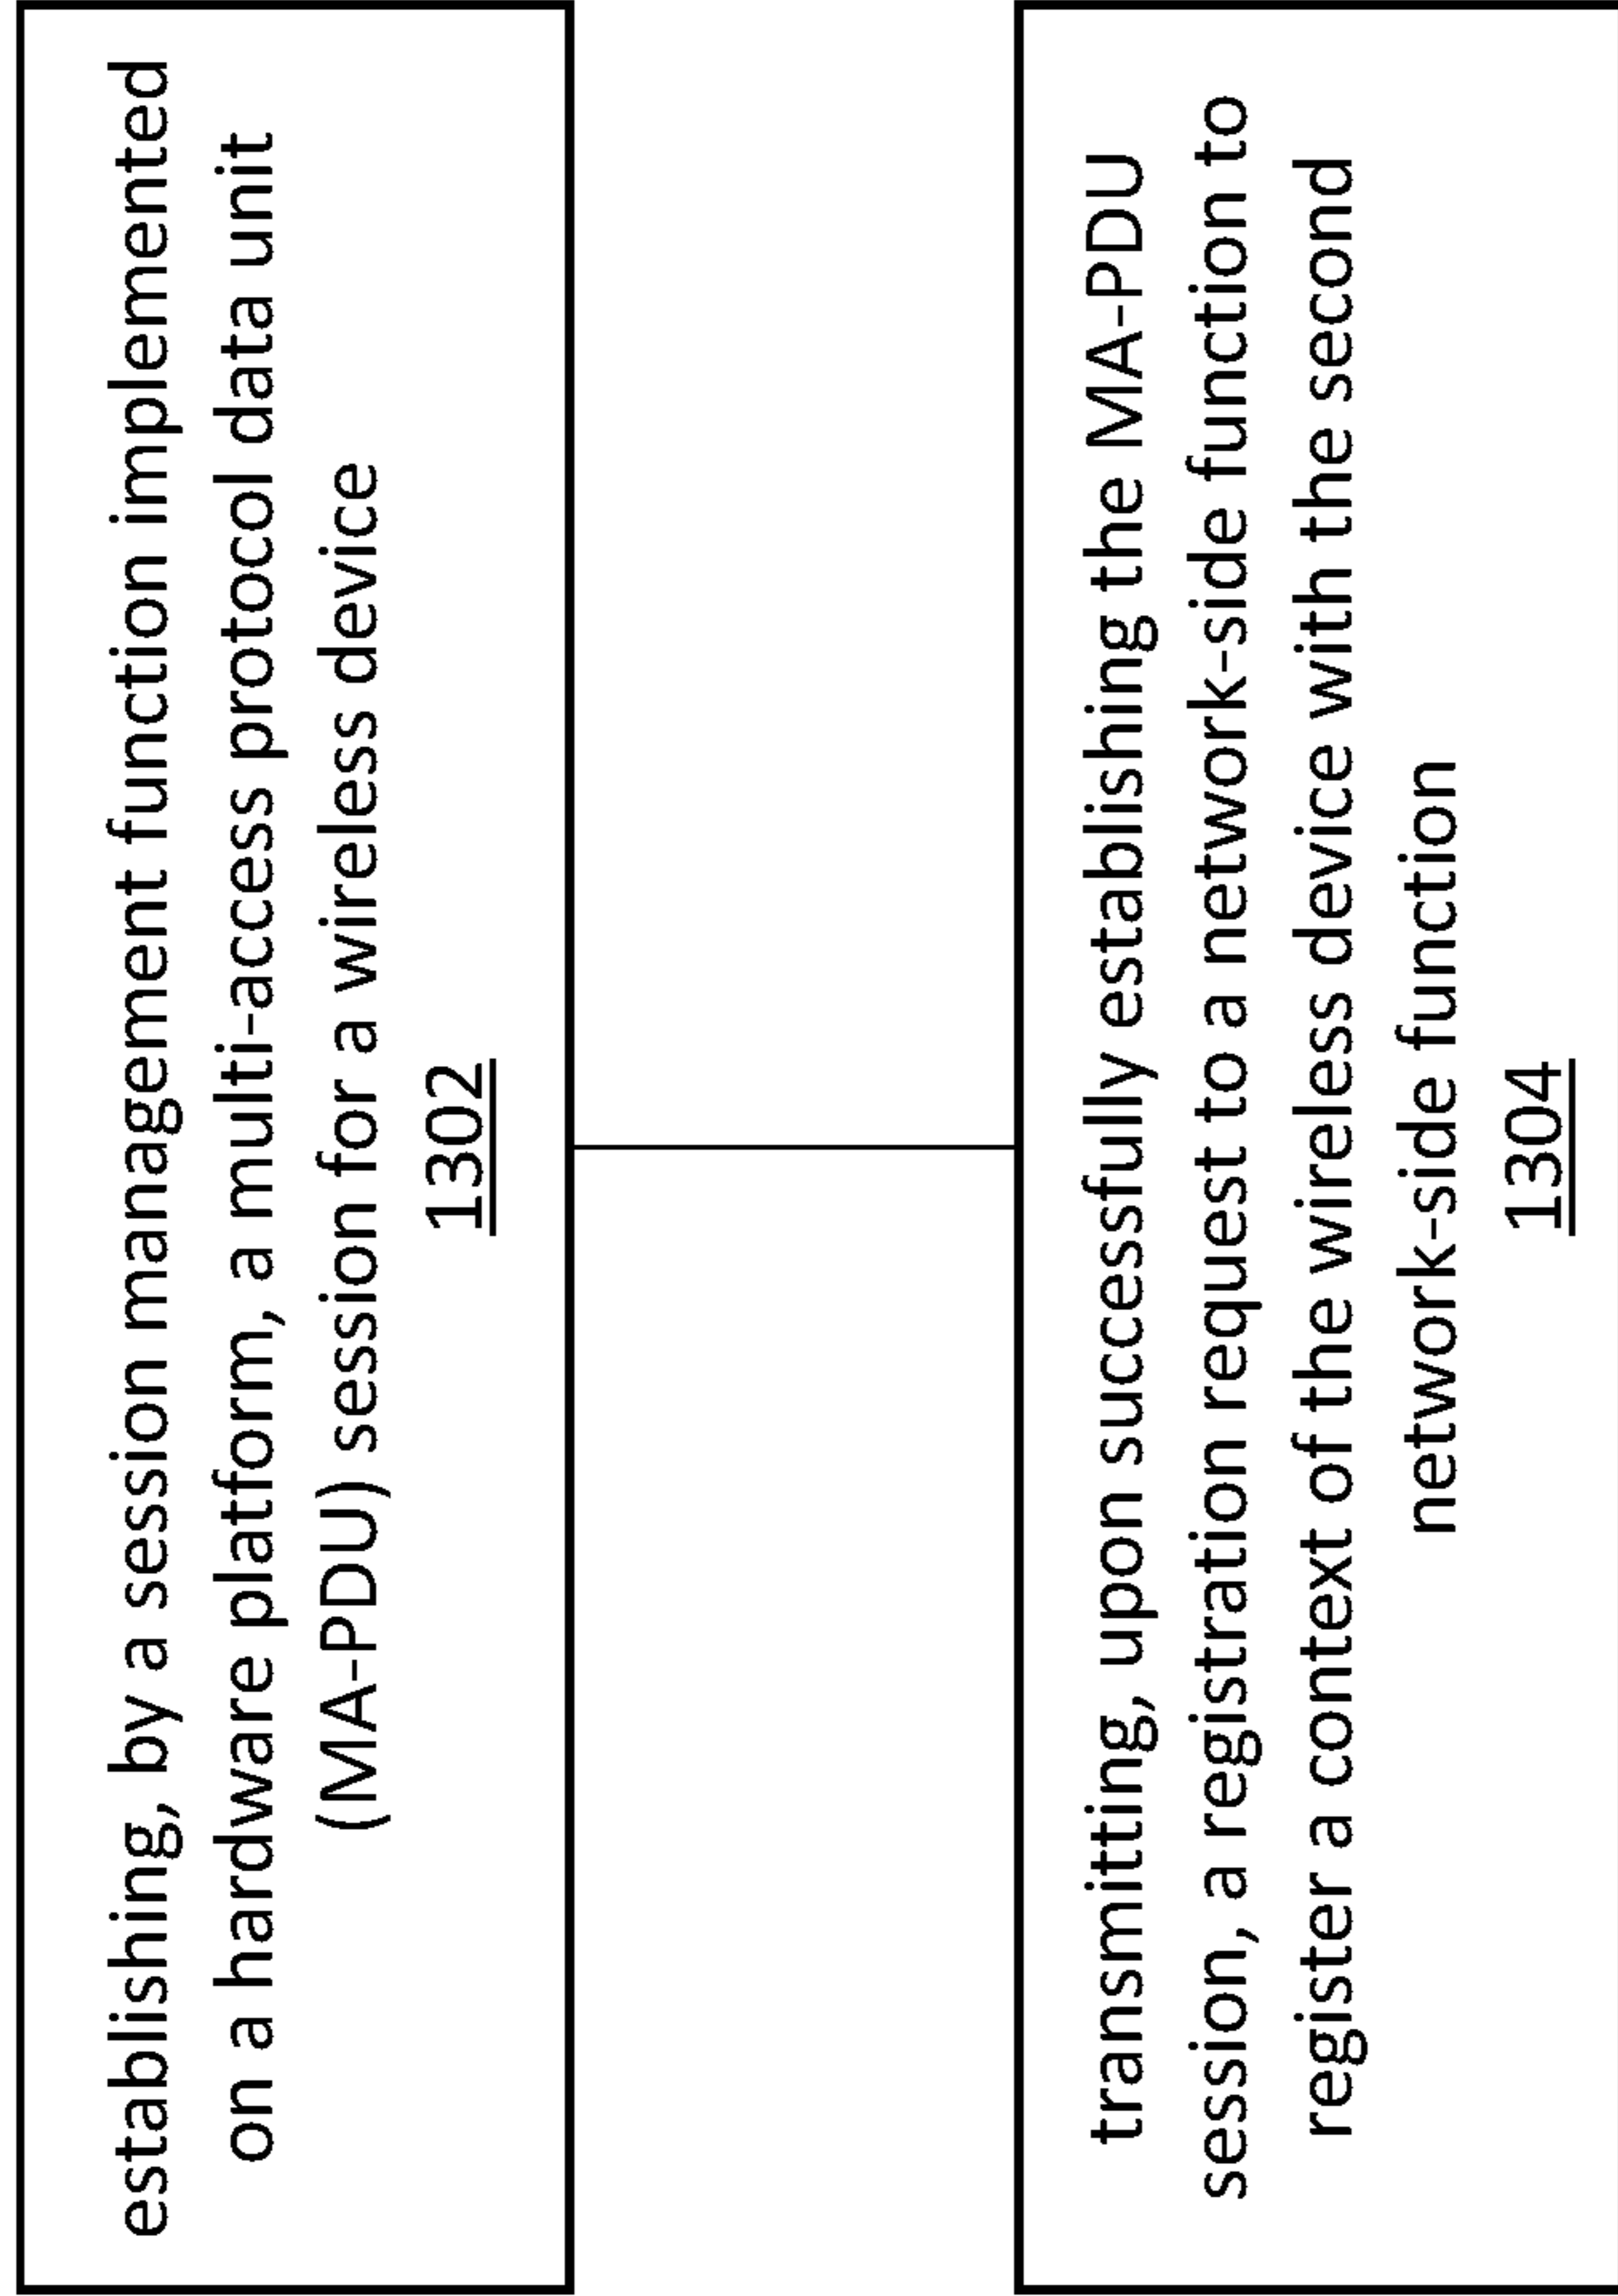 establishing, by a session management function implemented
on a hardware platform, a multi-access protocol data unit
(MA-PDU) session for a wireless device
1302
transmitting, upon successfully establishing the MA-PDU
session, a registration request to a network-side function to
register a context of the wireless device with the second
network-side function
1304